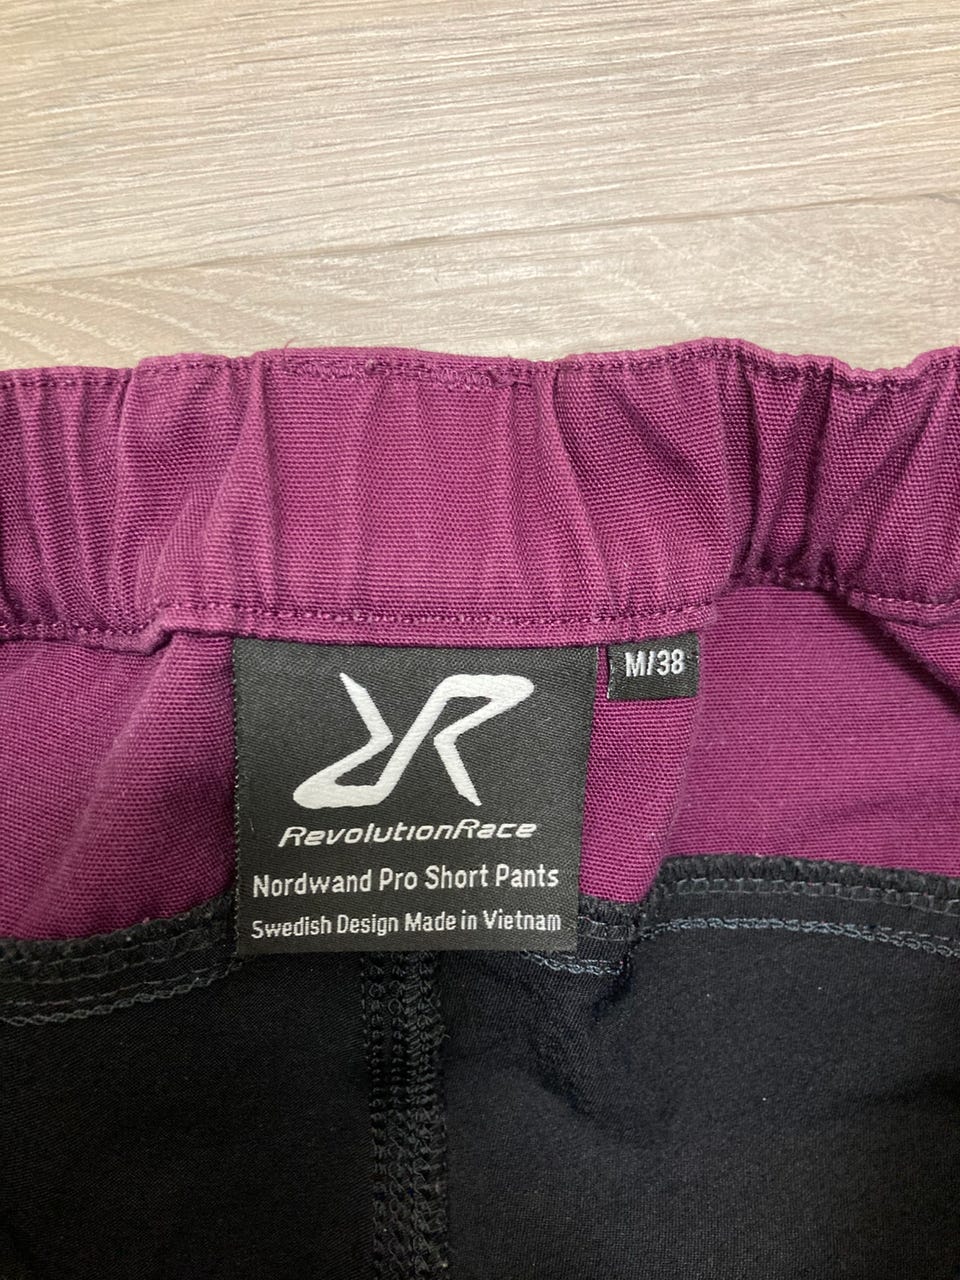 M/38
RevolutionRace
Nordwand Pro Short Pants
Swedish Design Made in Vietnam